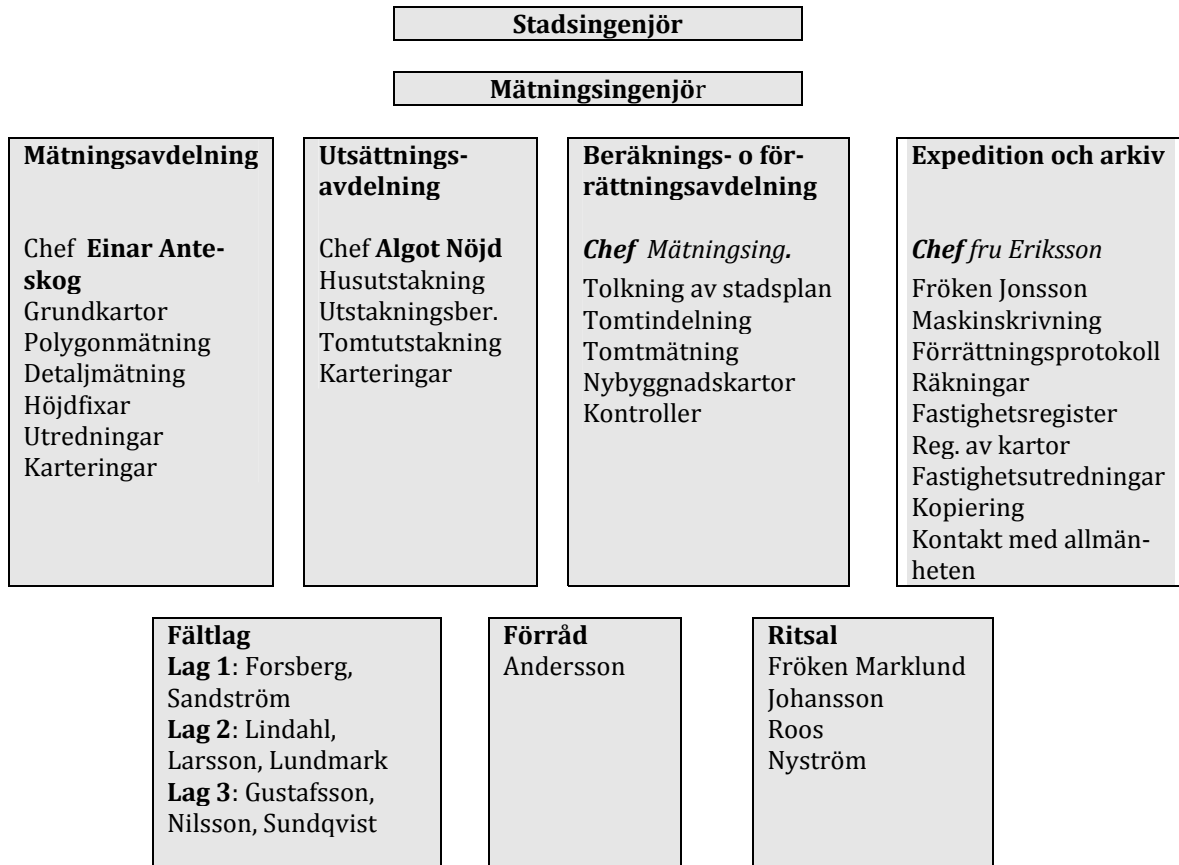 Stadsingenjör
Mätningsingenjör
Mätningsavdelning
Chef Einar Ante-
skog
Grundkartor
Polygonmätning
Detaljmätning
Höjdfixar
Utredningar
Karteringar
Utsättnings-
avdelning
Chef Algot Nöjd
Husutstakning
Utstakningsber.
Tomtutstakning
Karteringar
Beräknings- o för-
rättningsavdelning
Chef Mätningsing.
Tolkning av stadsplan
Tomtindelning
Tomtmätning
Nybyggnadskartor
Kontroller
Expedition och arkiv
Chef fru Eriksson
Fröken Jonsson
Maskinskrivning
Förrättningsprotokoll
Räkningar
Fastighetsregister
Reg. av kartor
Fastighetsutredningar
Kopiering
Kontakt med allmän-
heten
Fältlag
Lag 1: Forsberg,
Sandström
Lag 2: Lindahl,
Larsson, Lundmark
Lag 3: Gustafsson,
Nilsson, Sundqvist
Förråd
Andersson
Ritsal
Fröken Marklund
Johansson
Roos
Nyström